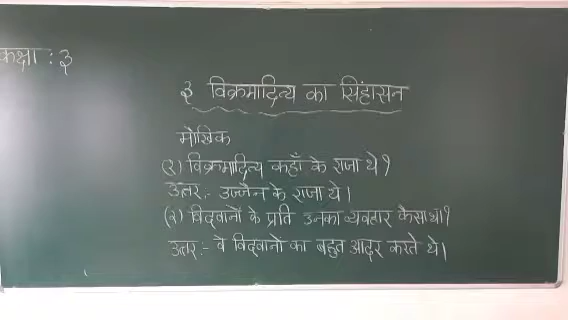 कक्षा : ३
३ विक्रमादित्य का सिंहासन
मौखिक
(१) विक्रमादित्य कहाँ के राजा थे?
उत्तर:- उज्जैन के राजा थे।
(२) विद्वानों के प्रति उनका व्यवहार कैसा था?
उत्तर:- वे विद्वानों का बहुत आदर करते थे।